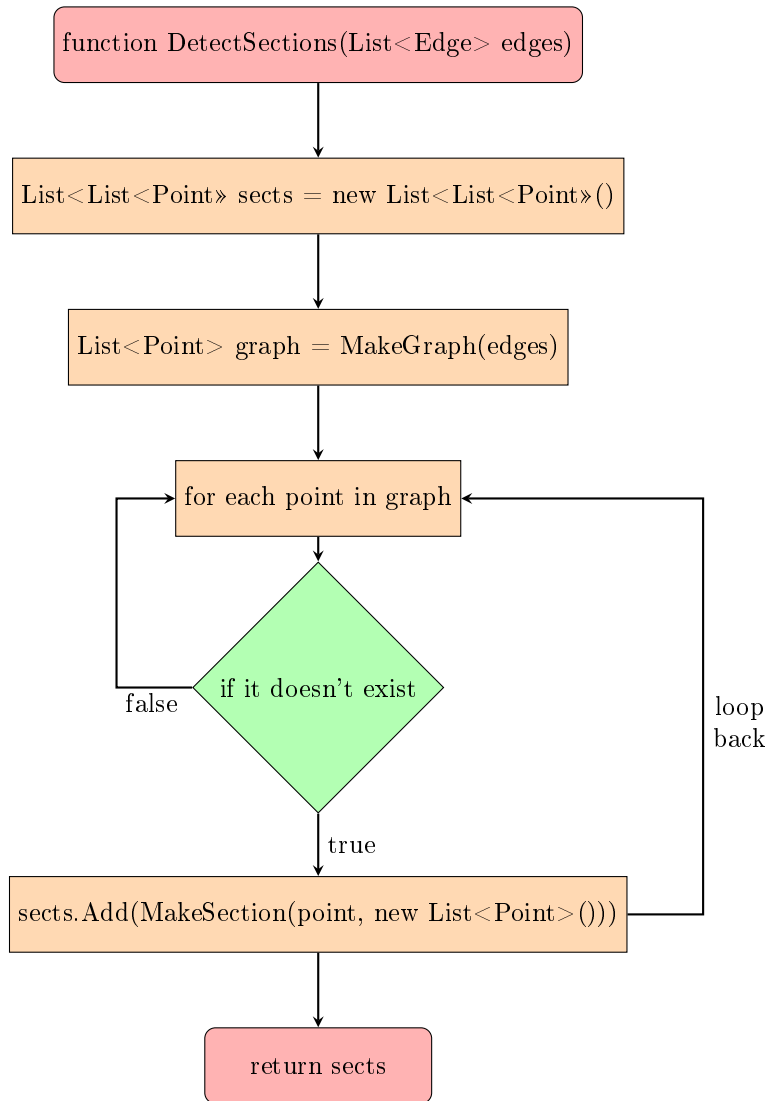 function DetectSections(List<Edge> edges)
List<List<Point» sects = new List<List<Point»()
List<Point> graph = MakeGraph(edges)
for each point in graph
if it doesn't exist
false
loop
back
true
sects.Add(MakeSection(point, new List<Point>()))
return sects